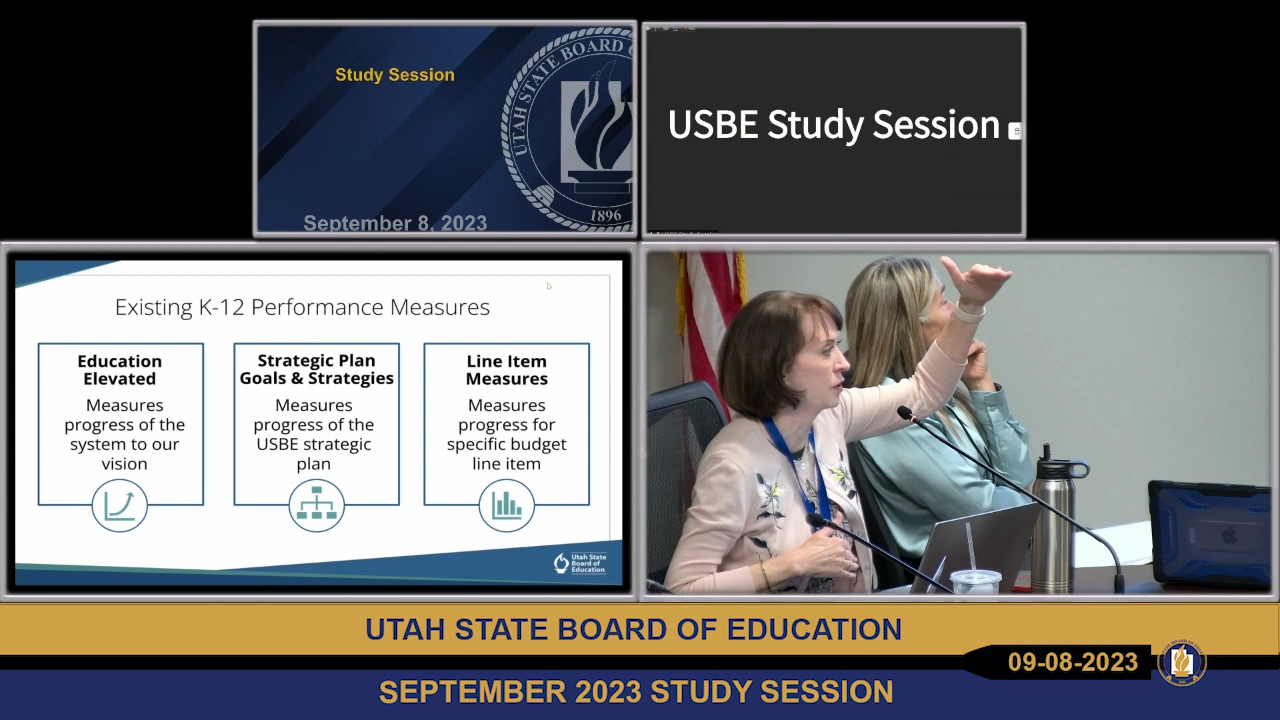 Study Session
UTAH STATE BOARD O
1896
September 8, 2023
USBE Study Session
Existing K-12 Performance Measures
Education
Elevated
Measures
progress of the
system to our
vision
Strategic Plan
Goals & Strategies
Measures
progress of the
USBE strategic
plan
Line Item
Measures
Measures
progress for
specific budget
line item
Utah State
Board of
Education
UTAH STATE BOARD OF EDUCATION
09-08-2023
SEPTEMBER 2023 STUDY SESSION